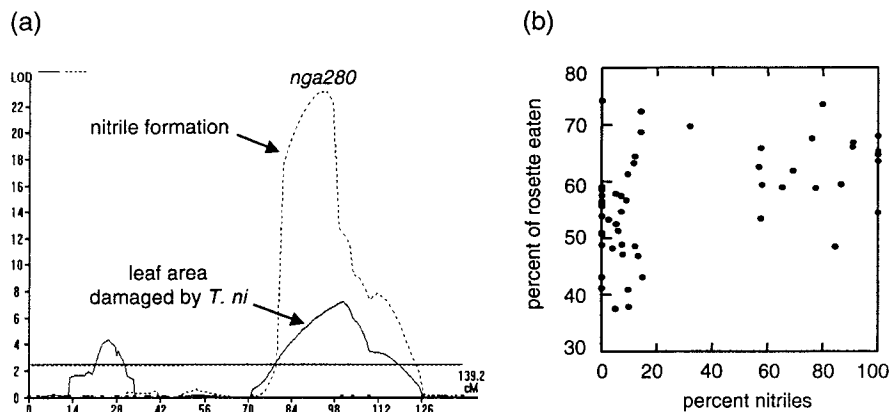 (a)
LOD
nga280
22
20
18
16
14
12
10
8
6
4
2
0
nitrile formation
leaf area
damaged by T. ni
139.2
cM
0 14 28 42 56 70 84 98 112 126
(b)
percent of rosette eaten
80
70
60
50
40
30
0 20 40 60 80 100
percent nitriles